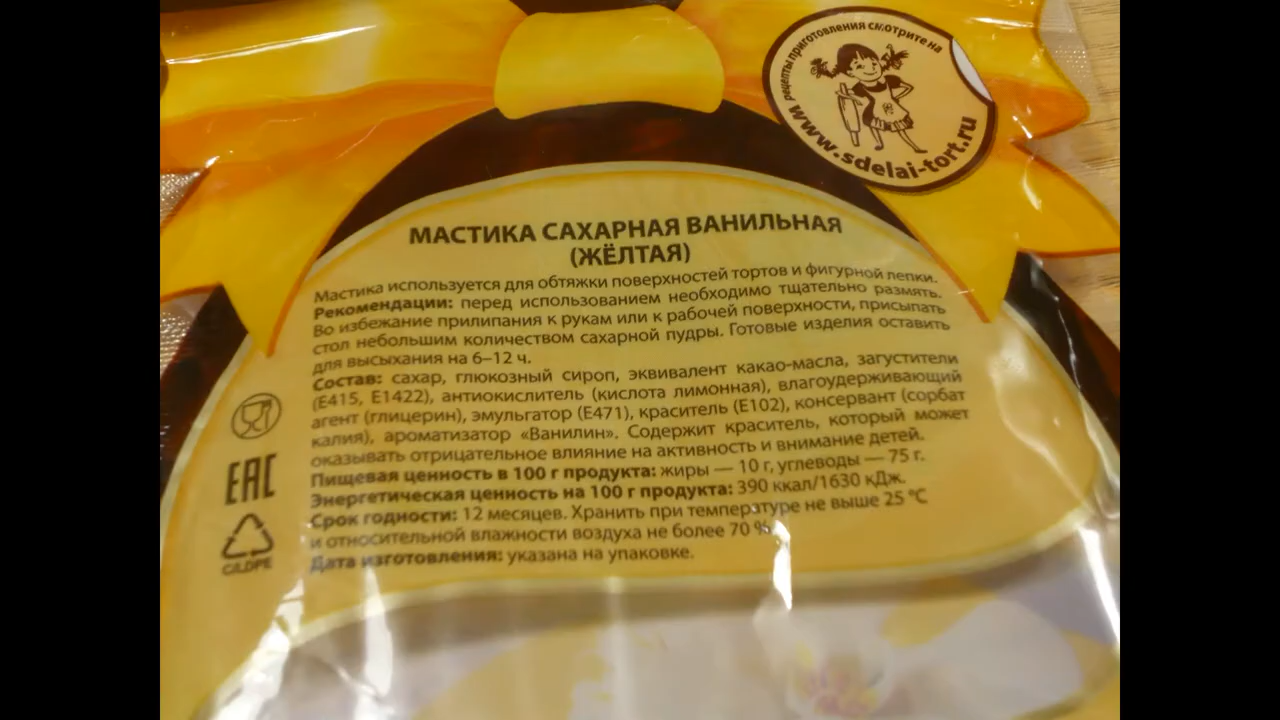 рецепты приготовления смотрите на
www.sdelai-tort.ru
МАСТИКА САХАРНАЯ ВАНИЛЬНАЯ
(ЖЁЛТАЯ)
Мастика используется для обтяжки поверхностей тортов и фигурной лепки.
Рекомендации: перед использованием необходимо тщательно размять.
Во избежание прилипания к рукам или к рабочей поверхности, присыпать
стол небольшим количеством сахарной пудры. Готовые изделия оставить
для высыхания на 6–12 ч.
Состав: сахар, глюкозный сироп, эквивалент какао-масла, загустители
(Е415, Е1422), антиокислитель (кислота лимонная), влагоудерживающий
агент (глицерин), эмульгатор (Е471), краситель (Е102), консервант (сорбат
калия), ароматизатор «Ванилин». Содержит краситель, который может
оказывать отрицательное влияние на активность и внимание детей.
Пищевая ценность в 100 г продукта: жиры — 10 г, углеводы — 75 г.
Энергетическая ценность на 100 г продукта: 390 ккал/1630 кДж.
Срок годности: 12 месяцев. Хранить при температуре не выше 25 °С
и относительной влажности воздуха не более 70 %.
Дата изготовления: указана на упаковке.
EAC
C/LDPE